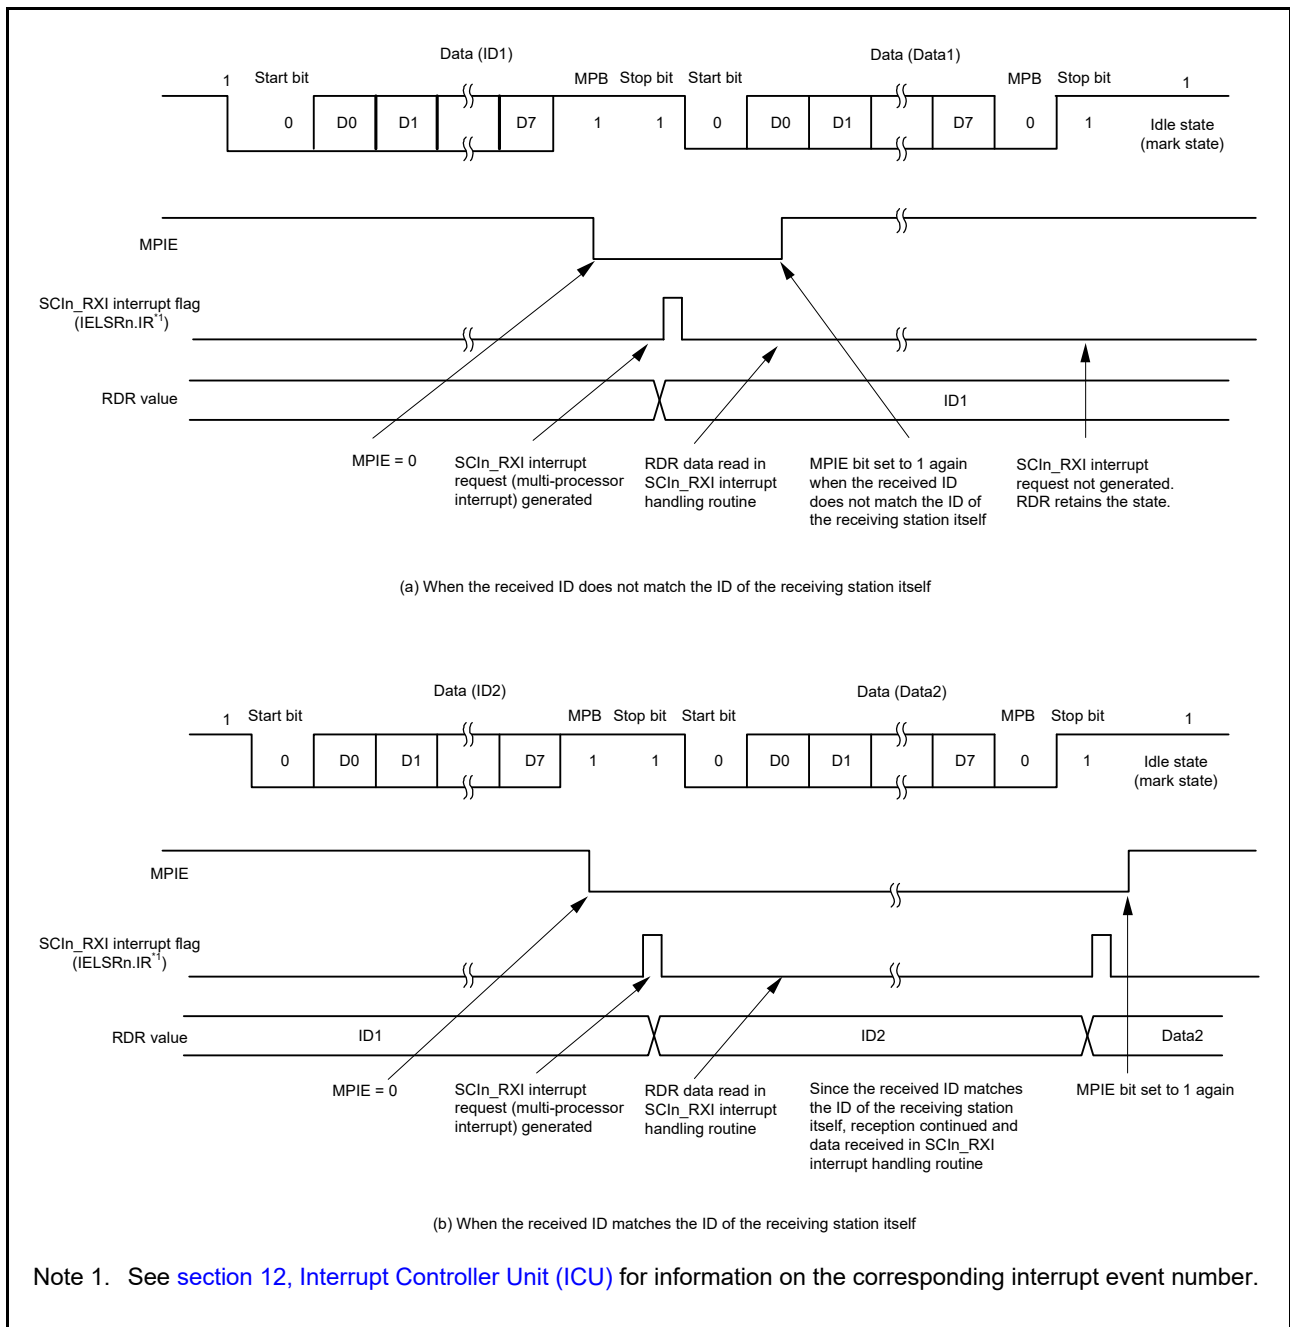 Data (ID1) Data (Data1)
1 Start bit MPB Stop bit Start bit MPB Stop bit 1
0 D0 D1 D7 1 1 0 D0 D1 D7 0 1 Idle state
(mark state)
MPIE
SCIn_RXI interrupt flag
(IELSRn.IR*1)
RDR value ID1
MPIE = 0
SCIn_RXI interrupt
request (multi-processor
interrupt) generated
RDR data read in
SCIn_RXI interrupt
handling routine
MPIE bit set to 1 again
when the received ID
does not match the ID of
the receiving station itself
SCIn_RXI interrupt
request not generated.
RDR retains the state.
(a) When the received ID does not match the ID of the receiving station itself
Data (ID2) Data (Data2)
1 Start bit MPB Stop bit Start bit MPB Stop bit 1
0 D0 D1 D7 1 1 0 D0 D1 D7 0 1 Idle state
(mark state)
MPIE
SCIn_RXI interrupt flag
(IELSRn.IR*1)
RDR value ID1 ID2 Data2
MPIE = 0
SCIn_RXI interrupt
request (multi-processor
interrupt) generated
RDR data read in
SCIn_RXI interrupt
handling routine
Since the received ID matches
the ID of the receiving station
itself, reception continued and
data received in SCIn_RXI
interrupt handling routine
MPIE bit set to 1 again
(b) When the received ID matches the ID of the receiving station itself
Note 1. See section 12, Interrupt Controller Unit (ICU) for information on the corresponding interrupt event number.